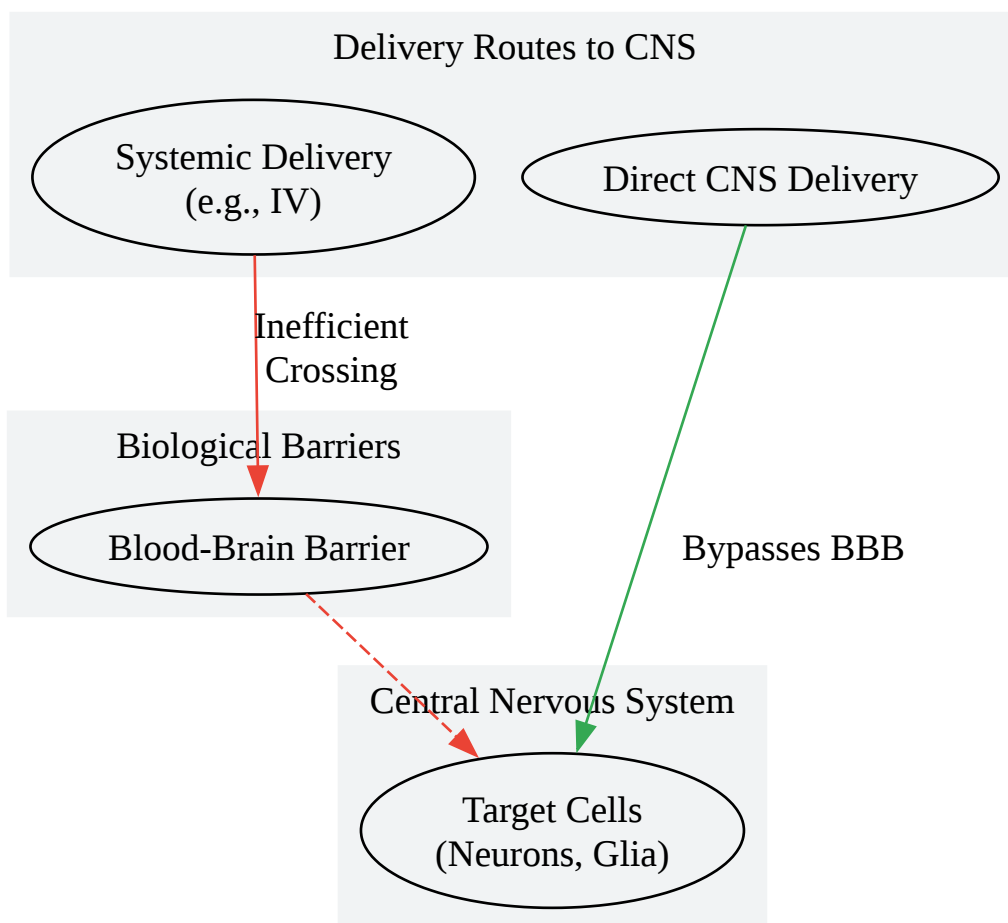 Delivery Routes to CNS
Systemic Delivery
(e.g., IV)
Direct CNS Delivery
Inefficient
Crossing
Biological Barriers
Blood-Brain Barrier
Bypasses BBB
Central Nervous System
Target Cells
(Neurons, Glia)